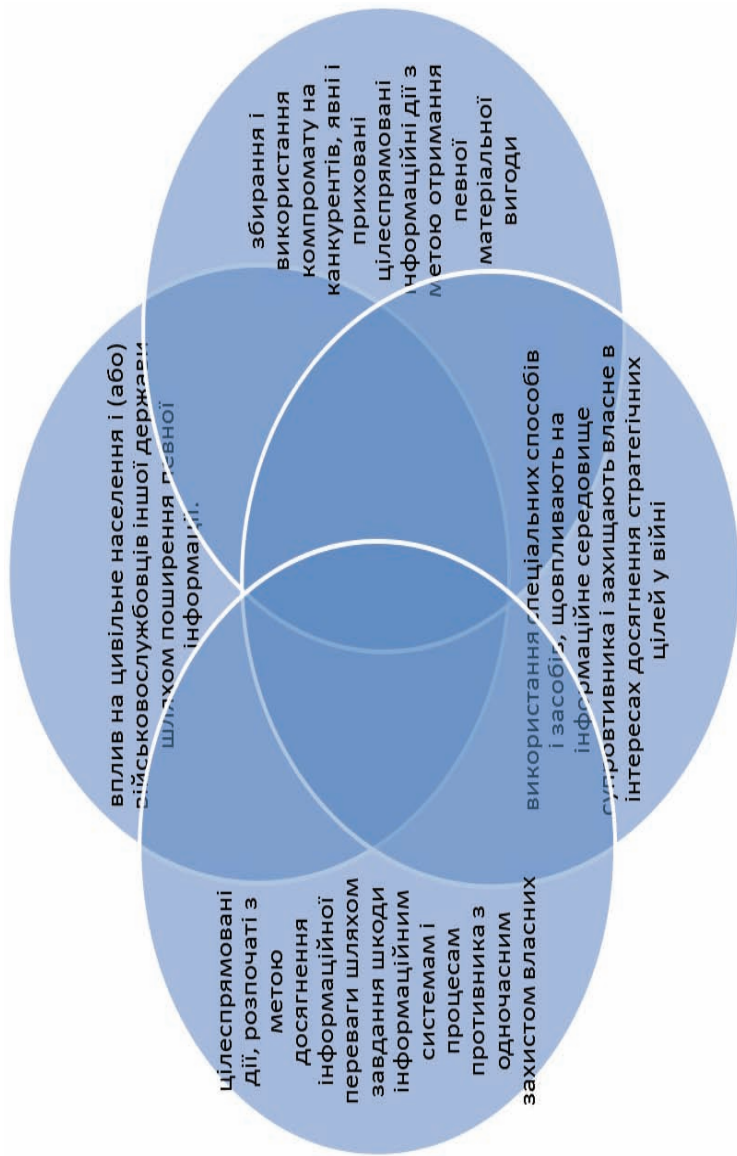 вплив на цивільне населення і (або)
військовослужбовців іншої держави
шляхом поширення певної
інформації.
цілеспрямовані
дії, розпочаті з
метою
досягнення
інформаційної
переваги шляхом
завдання шкоди
інформаційним
системам і
процесам
противника з
одночасним
захистом власних
збирання і
використання
компромату на
канкурентів, явні і
приховані
цілеспрямовані
інформаційні дії з
метою отримання
певної
матеріальної
вигоди
використання спеціальних способів
і засобів, щовпливають на
інформаційне середовище
супровтивника і захищають власне в
інтересах досягнення стратегічних
цілей у війні